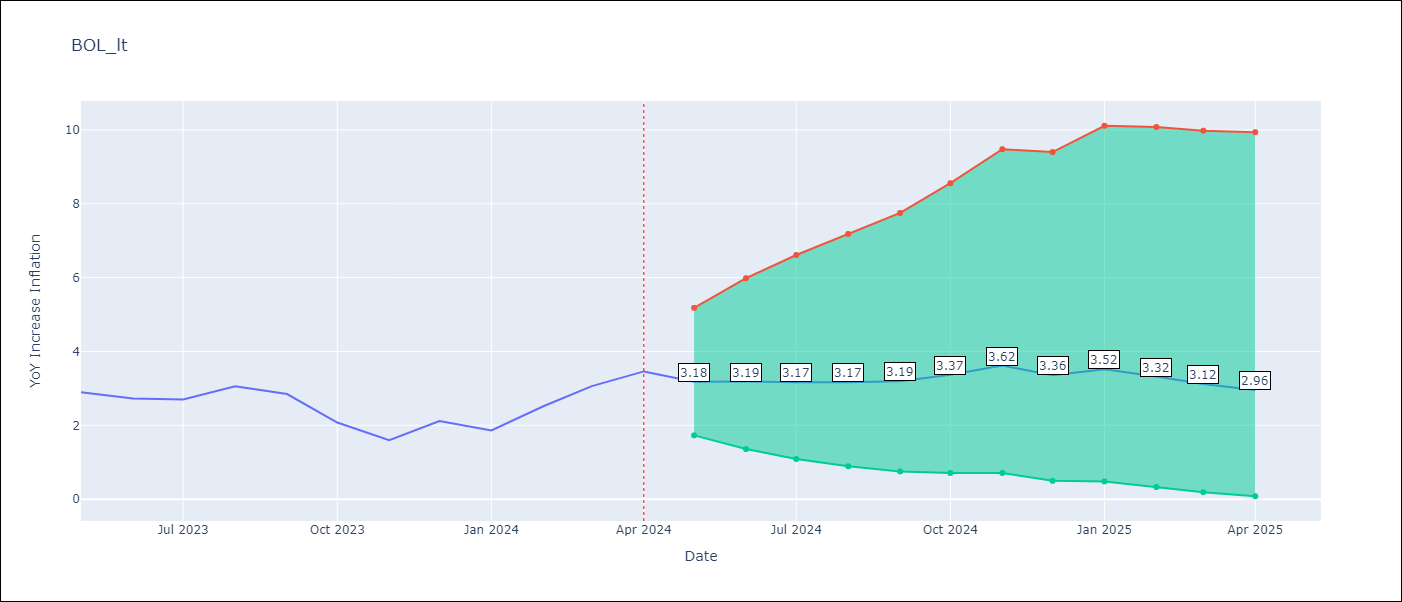 BOL_lt
YoY Increase Inflation
10
8
6
4
2
0
3.18
3.19
3.17
3.17
3.19
3.37
3.62
3.36
3.52
3.32
3.12
2.96
Jul 2023
Oct 2023
Jan 2024
Apr 2024
Jul 2024
Oct 2024
Jan 2025
Apr 2025
Date